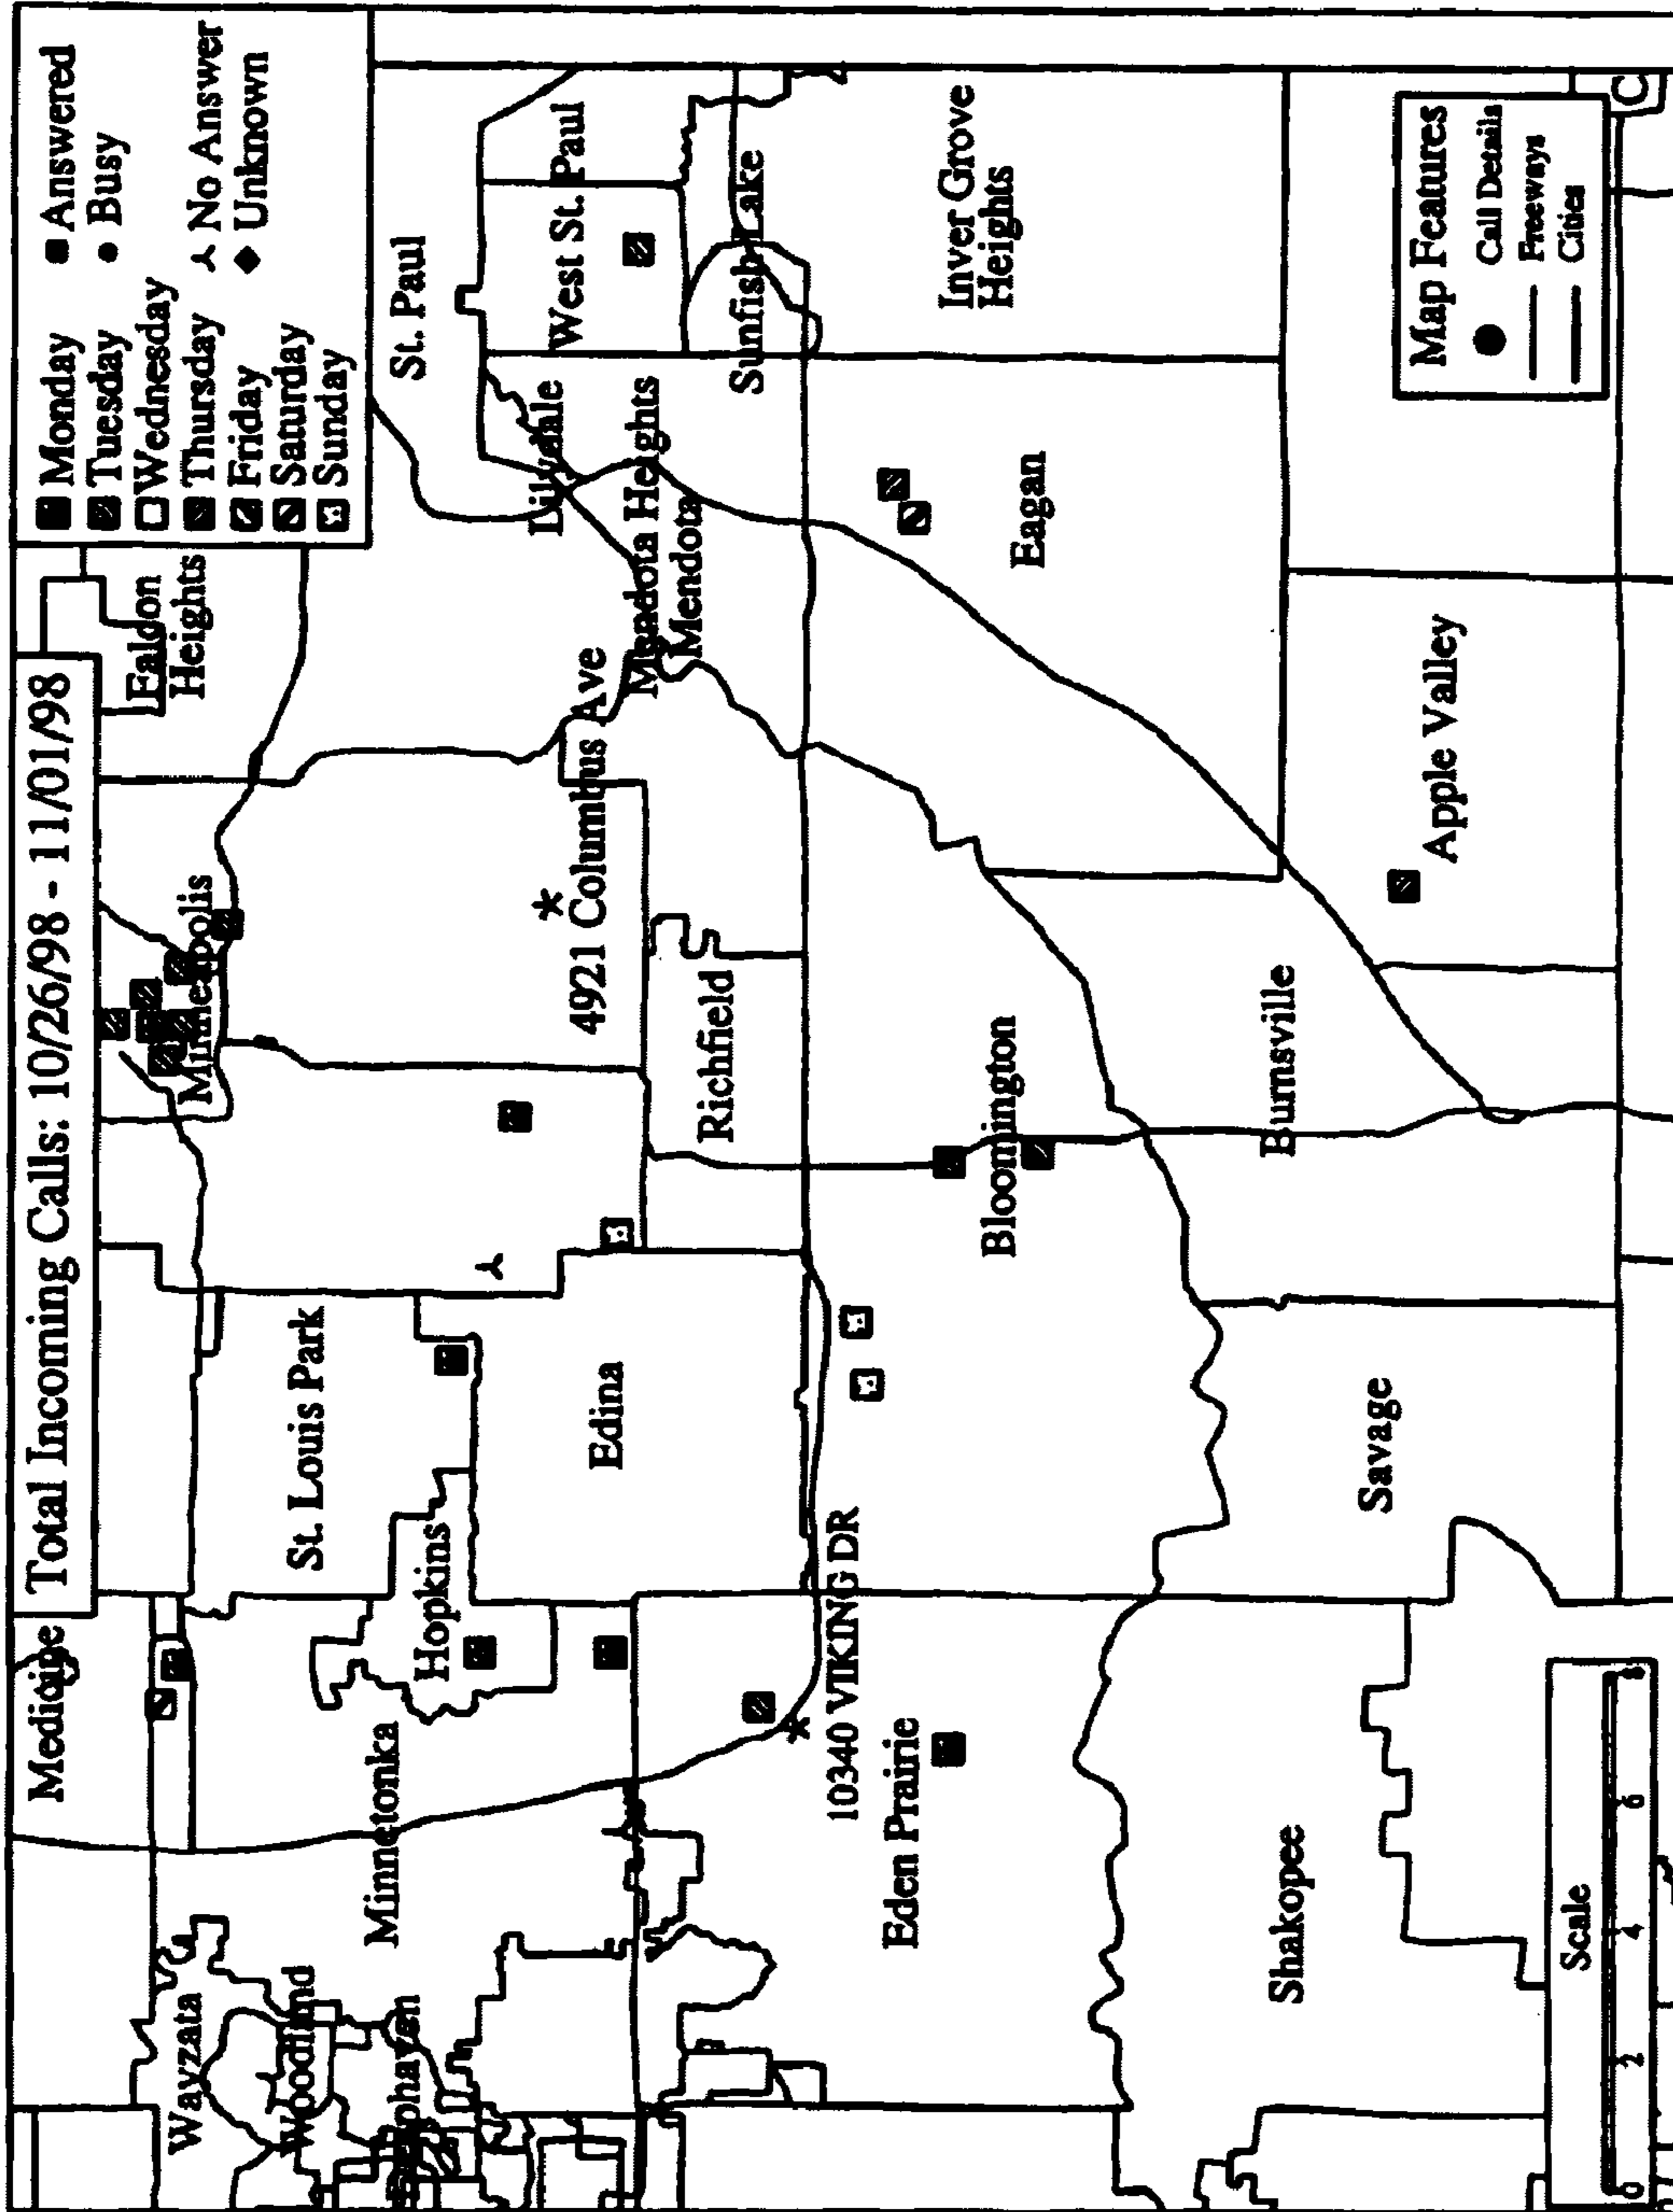 Total Incoming Calls: 10/26/98 - 11/01/98
Monday
Tuesday
Wednesday
Thursday
Friday
Saturday
Sunday
Answered
Busy
No Answer
Unknown
Medicine
Wayzata
Woodland
Minnetonka
Hopkins
St. Louis Park
Minneapolis
Falcon
Heights
St. Paul
West St. Paul
Lilydale
Mendota Heights
Mendota
Sunfish Lake
4921 Columbus Ave
Edina
Richfield
10340 VIKING DR
Eden Prairie
Bloomington
Eagan
Inver Grove
Heights
Shakopee
Savage
Burnsville
Apple Valley
Scale
0 2 4 6 8
Map Features
Call Details
Freeways
Cities
C